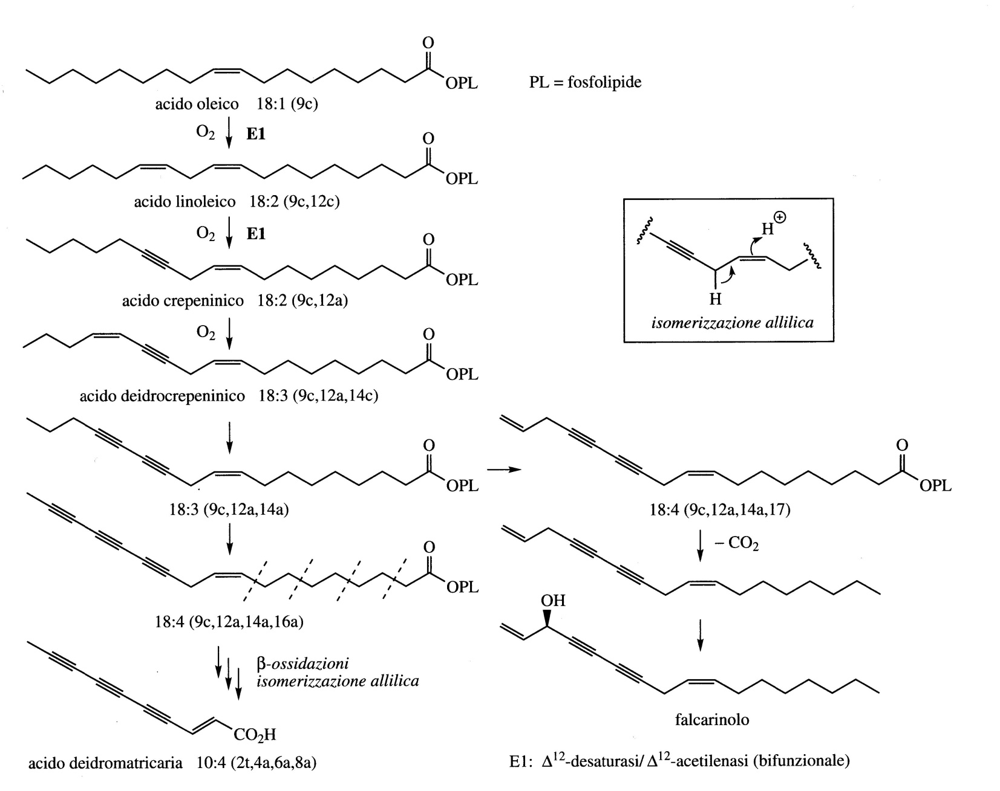 O
OPL
PL = fosfolipide
acido oleico 18:1 (9c)
O₂ E1
O
OPL
acido linoleico 18:2 (9c,12c)
O₂ E1
O
OPL
acido crepeninico 18:2 (9c,12a)
O₂
O
OPL
acido deidrocrepeninico 18:3 (9c,12a,14c)
H⊕
H
isomerizzazione allilica
O
OPL
18:3 (9c,12a,14a)
O
OPL
18:4 (9c,12a,14a,17)
O
OPL
18:4 (9c,12a,14a,16a)
– CO₂
β-ossidazioni
isomerizzazione allilica
CO₂H
acido deidromatricaria 10:4 (2t,4a,6a,8a)
OH
falcarinolo
E1: Δ¹²-desaturasi/ Δ¹²-acetilenasi (bifunzionale)